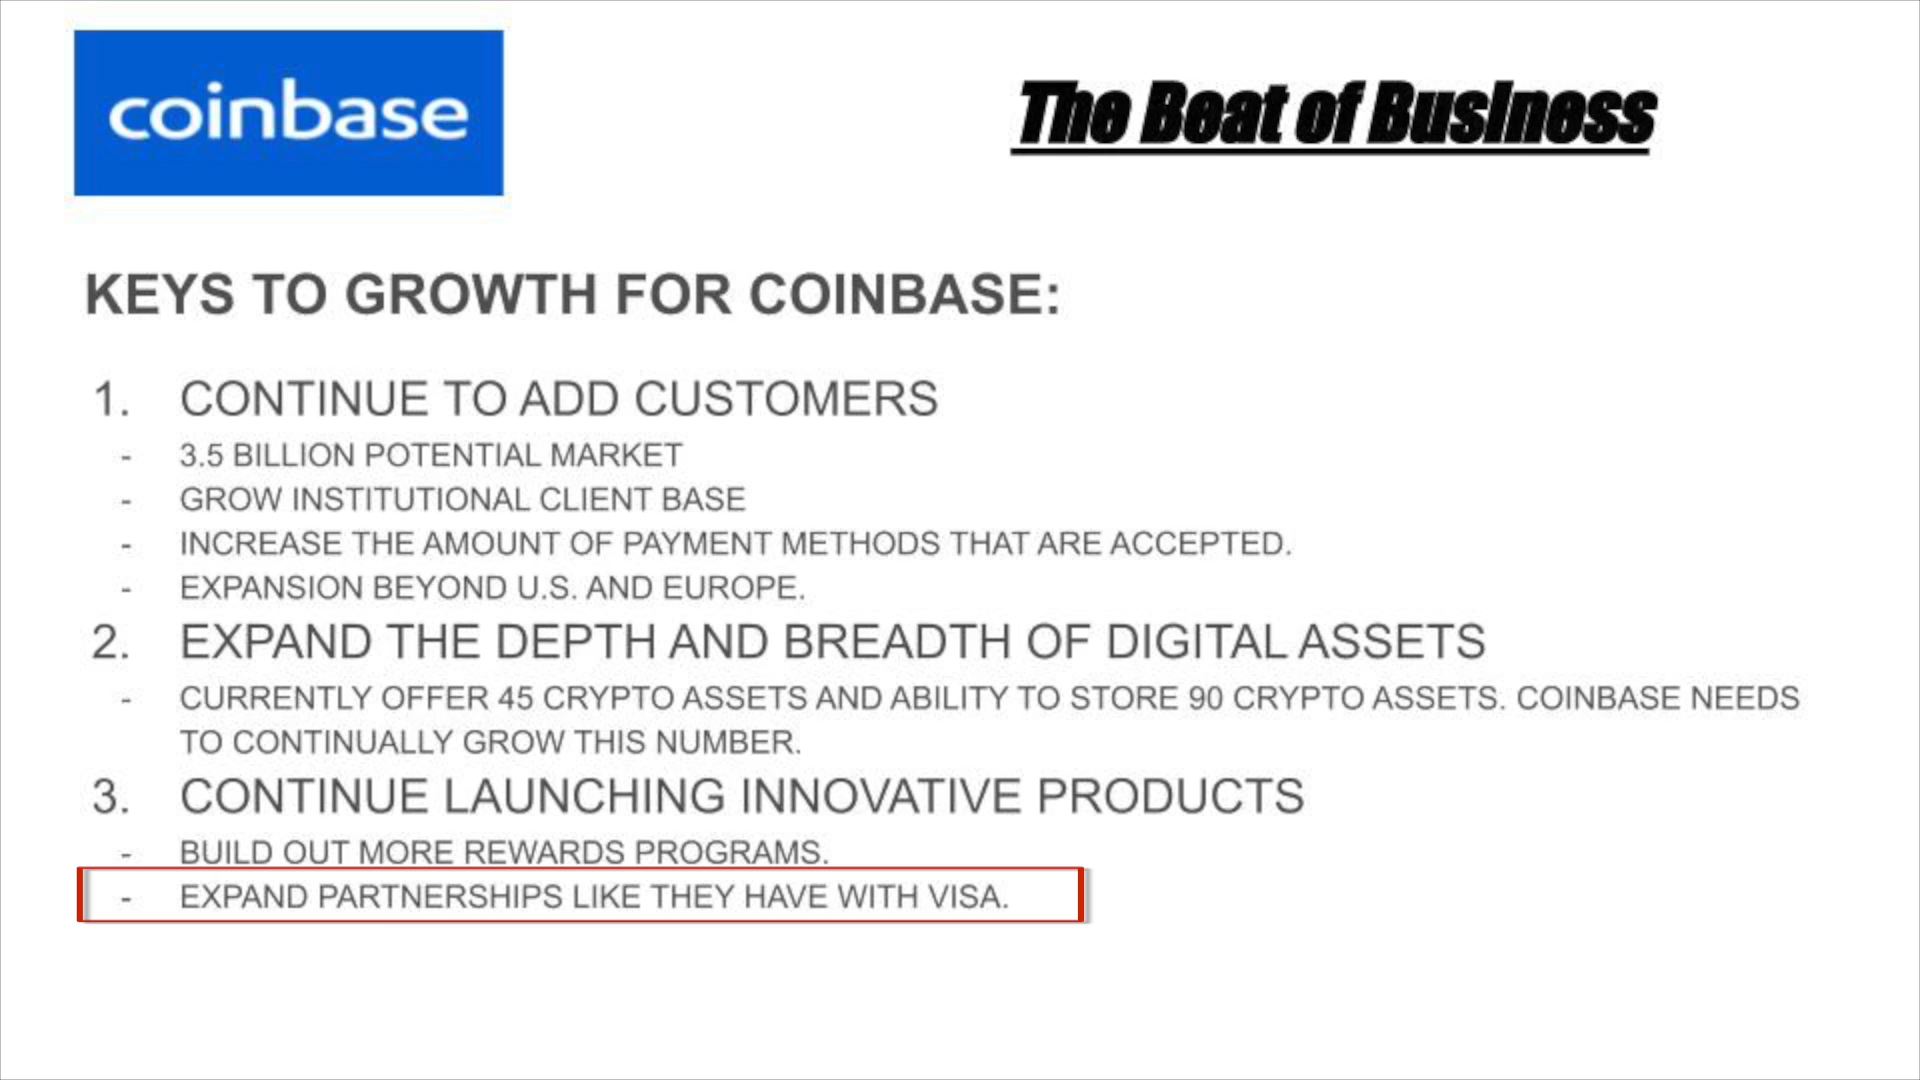 coinbase
The Beat of Business
KEYS TO GROWTH FOR COINBASE:
1. CONTINUE TO ADD CUSTOMERS
- 3.5 BILLION POTENTIAL MARKET
- GROW INSTITUTIONAL CLIENT BASE
- INCREASE THE AMOUNT OF PAYMENT METHODS THAT ARE ACCEPTED.
- EXPANSION BEYOND U.S. AND EUROPE.
2. EXPAND THE DEPTH AND BREADTH OF DIGITAL ASSETS
- CURRENTLY OFFER 45 CRYPTO ASSETS AND ABILITY TO STORE 90 CRYPTO ASSETS. COINBASE NEEDS
TO CONTINUALLY GROW THIS NUMBER.
3. CONTINUE LAUNCHING INNOVATIVE PRODUCTS
- BUILD OUT MORE REWARDS PROGRAMS.
- EXPAND PARTNERSHIPS LIKE THEY HAVE WITH VISA.